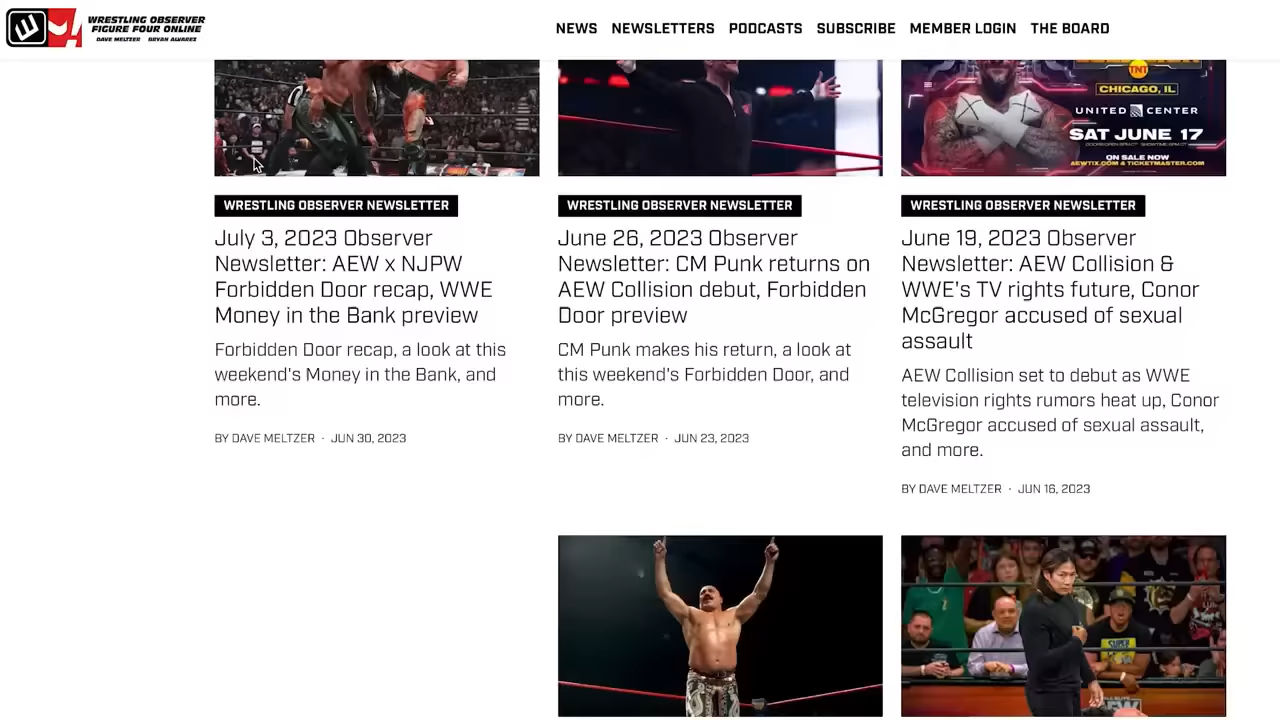 WRESTLING OBSERVER
FIGURE FOUR ONLINE
DAVE MELTZER BRYAN ALVAREZ
NEWS
NEWSLETTERS
PODCASTS
SUBSCRIBE
MEMBER LOGIN
THE BOARD
TNT
CHICAGO, IL
UNITED CENTER
SAT JUNE 17
ON SALE NOW
AEWTIX.COM & TICKETMASTER.COM
WRESTLING OBSERVER NEWSLETTER
July 3, 2023 Observer
Newsletter: AEW x NJPW
Forbidden Door recap, WWE
Money in the Bank preview
Forbidden Door recap, a look at this
weekend's Money in the Bank, and
more.
BY DAVE MELTZER · JUN 30, 2023
WRESTLING OBSERVER NEWSLETTER
June 26, 2023 Observer
Newsletter: CM Punk returns on
AEW Collision debut, Forbidden
Door preview
CM Punk makes his return, a look at
this weekend's Forbidden Door, and
more.
BY DAVE MELTZER · JUN 23, 2023
WRESTLING OBSERVER NEWSLETTER
June 19, 2023 Observer
Newsletter: AEW Collision &
WWE's TV rights future, Conor
McGregor accused of sexual
assault
AEW Collision set to debut as WWE
television rights rumors heat up, Conor
McGregor accused of sexual assault,
and more.
BY DAVE MELTZER · JUN 16, 2023